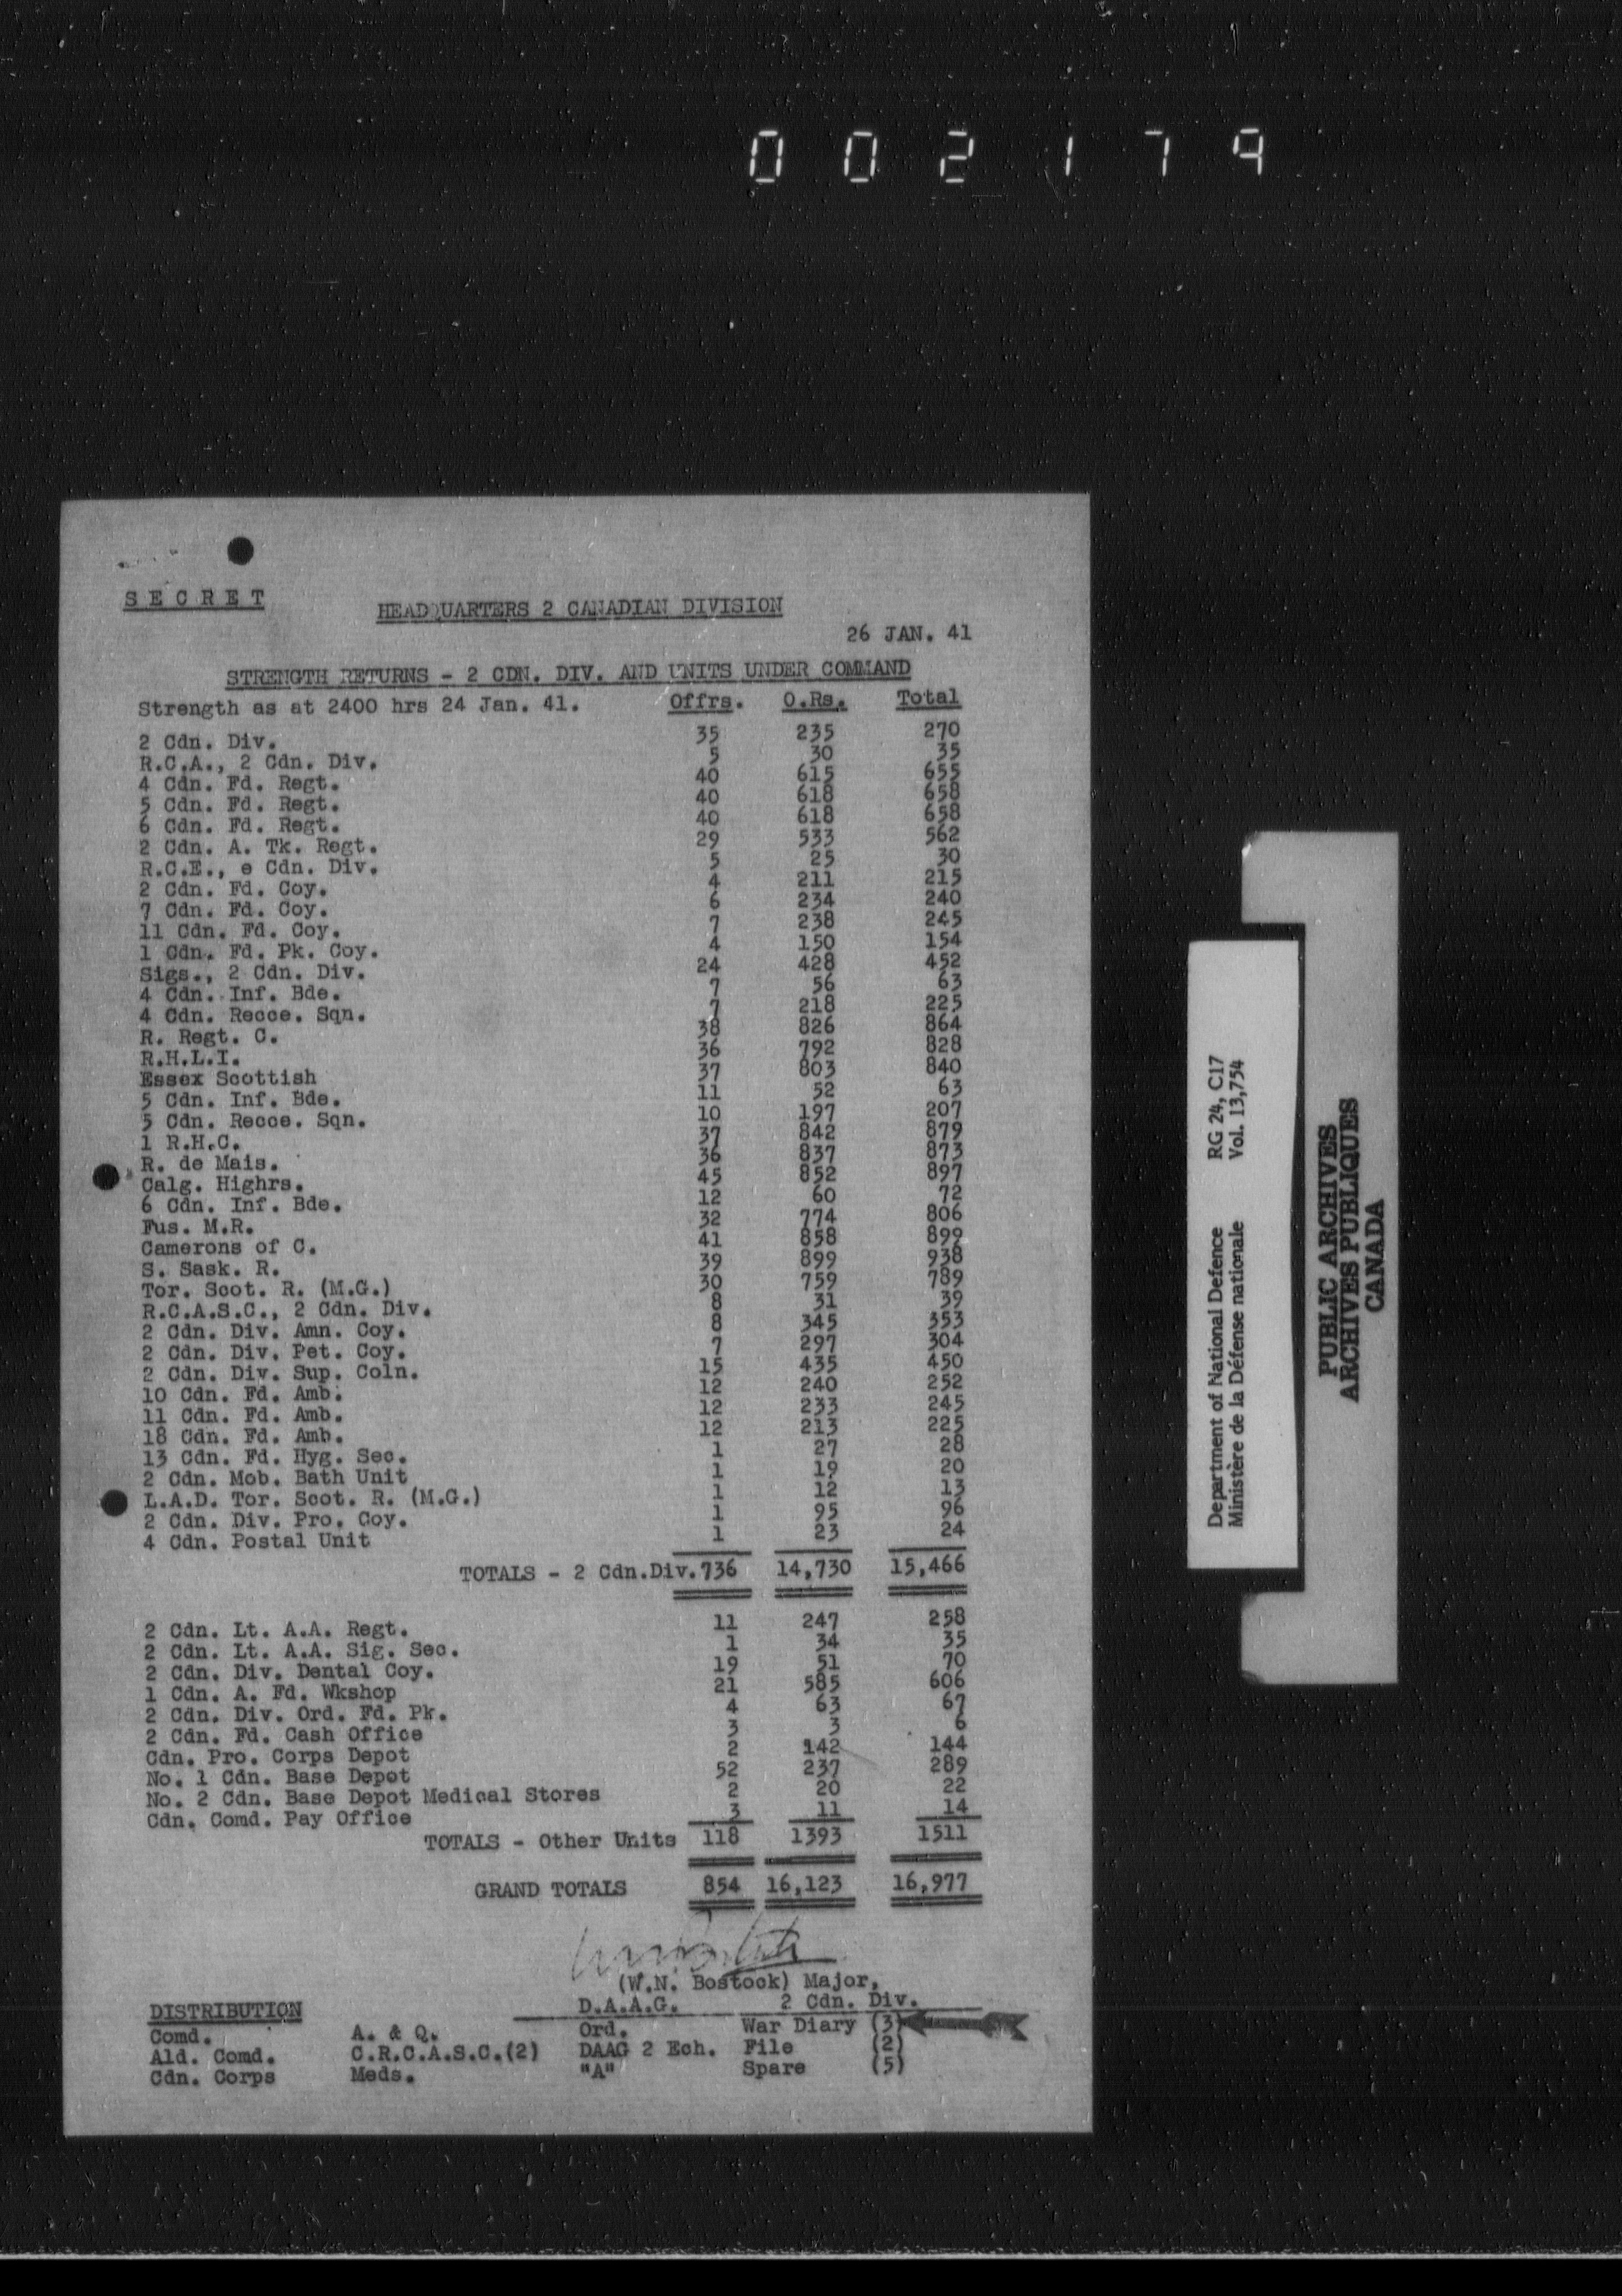 002179
S E C R E T
HEADQUARTERS 2 CANADIAN DIVISION
26 JAN. 41
STRENGTH RETURNS - 2 CDN. DIV. AND UNITS UNDER COMMAND
Strength as at 2400 hrs 24 Jan. 41. Offrs. O.Rs. Total
2 Cdn. Div. 35 235 270
R.C.A., 2 Cdn. Div. 5 30 35
4 Cdn. Fd. Regt. 40 615 655
5 Cdn. Fd. Regt. 40 618 658
6 Cdn. Fd. Regt. 40 618 658
2 Cdn. A. Tk. Regt. 29 533 562
R.C.E., e Cdn. Div. 5 25 30
2 Cdn. Fd. Coy. 4 211 215
7 Cdn. Fd. Coy. 6 234 240
11 Cdn. Fd. Coy. 7 238 245
1 Cdn. Fd. Pk. Coy. 4 150 154
Sigs., 2 Cdn. Div. 24 428 452
4 Cdn. Inf. Bde. 7 56 63
4 Cdn. Recce. Sqn. 7 218 225
R. Regt. C. 38 826 864
R.H.L.I. 36 792 828
Essex Scottish 37 803 840
5 Cdn. Inf. Bde. 11 52 63
5 Cdn. Recce. Sqn. 10 197 207
1 R.H.C. 37 842 879
R. de Mais. 36 837 873
Calg. Highrs. 45 852 897
6 Cdn. Inf. Bde. 12 60 72
Fus. M.R. 32 774 806
Camerons of C. 41 858 899
S. Sask. R. 39 899 938
Tor. Scot. R. (M.G.) 30 759 789
R.C.A.S.C., 2 Cdn. Div. 8 31 39
2 Cdn. Div. Amn. Coy. 8 345 353
2 Cdn. Div. Pet. Coy. 7 297 304
2 Cdn. Div. Sup. Coln. 15 435 450
10 Cdn. Fd. Amb. 12 240 252
11 Cdn. Fd. Amb. 12 233 245
18 Cdn. Fd. Amb. 12 213 225
13 Cdn. Fd. Hyg. Sec. 1 27 28
2 Cdn. Mob. Bath Unit 1 19 20
L.A.D. Tor. Scot. R. (M.G.) 1 12 13
2 Cdn. Div. Pro. Coy. 1 95 96
4 Cdn. Postal Unit 1 23 24
TOTALS - 2 Cdn.Div. 736 14,730 15,466
2 Cdn. Lt. A.A. Regt. 11 247 258
2 Cdn. Lt. A.A. Sig. Sec. 1 34 35
2 Cdn. Div. Dental Coy. 19 51 70
1 Cdn. A. Fd. Wkshop 21 585 606
2 Cdn. Div. Ord. Fd. Pk. 4 63 67
2 Cdn. Fd. Cash Office 3 3 6
Cdn. Pro. Corps Depot 2 142 144
No. 1 Cdn. Base Depot 52 237 289
No. 2 Cdn. Base Depot Medical Stores 2 20 22
Cdn. Comd. Pay Office 3 11 14
TOTALS - Other Units 118 1393 1511
GRAND TOTALS 854 16,123 16,977
(W.N. Bostock) Major,
D.A.A.G. 2 Cdn. Div.
DISTRIBUTION
Comd. A. & Q. Ord. War Diary (3)
Ald. Comd. C.R.C.A.S.C.(2) DAAG 2 Ech. File (2)
Cdn. Corps Meds. "A" Spare (5)
Department of National Defence RG 24, C17
Ministère de la Défense nationale Vol. 13,754
PUBLIC ARCHIVES
ARCHIVES PUBLIQUES
CANADA